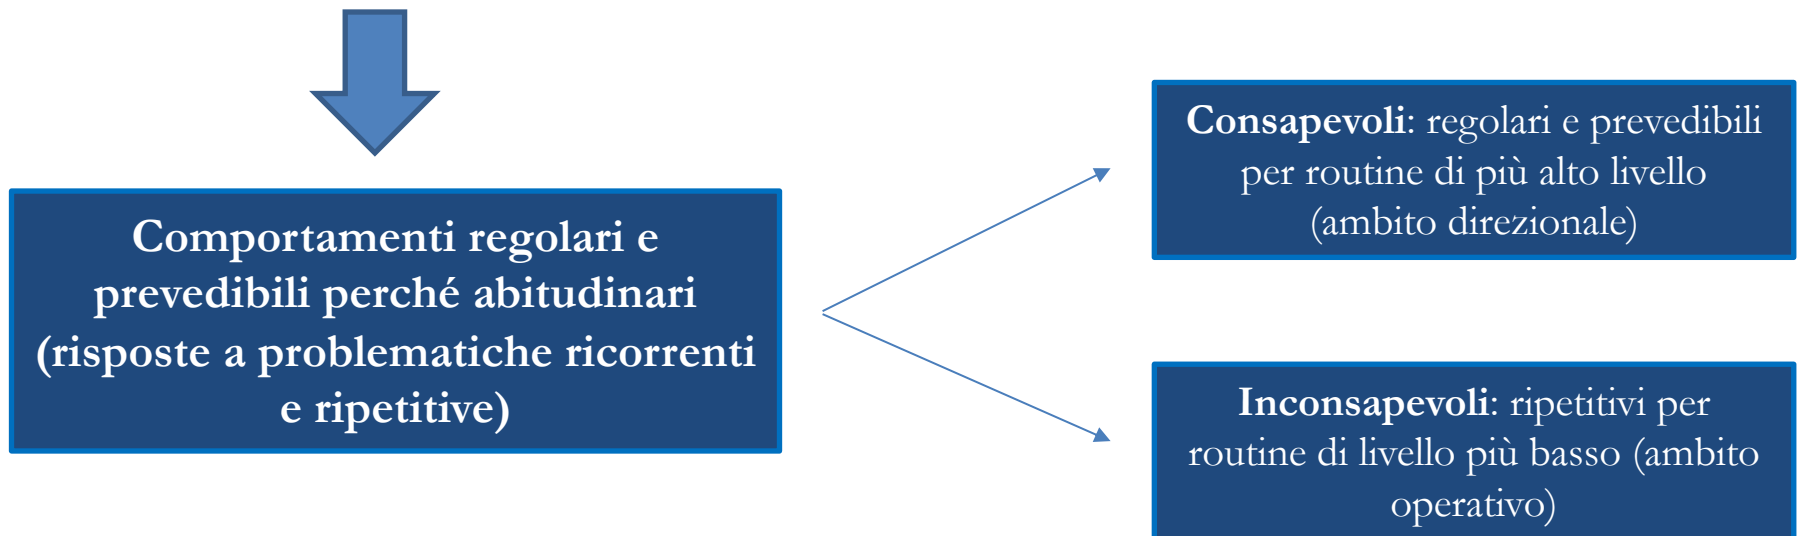 Comportamenti regolari e
prevedibili perché abitudinari
(risposte a problematiche ricorrenti
e ripetitive)
Consapevoli: regolari e prevedibili
per routine di più alto livello
(ambito direzionale)
Inconsapevoli: ripetitivi per
routine di livello più basso (ambito
operativo)